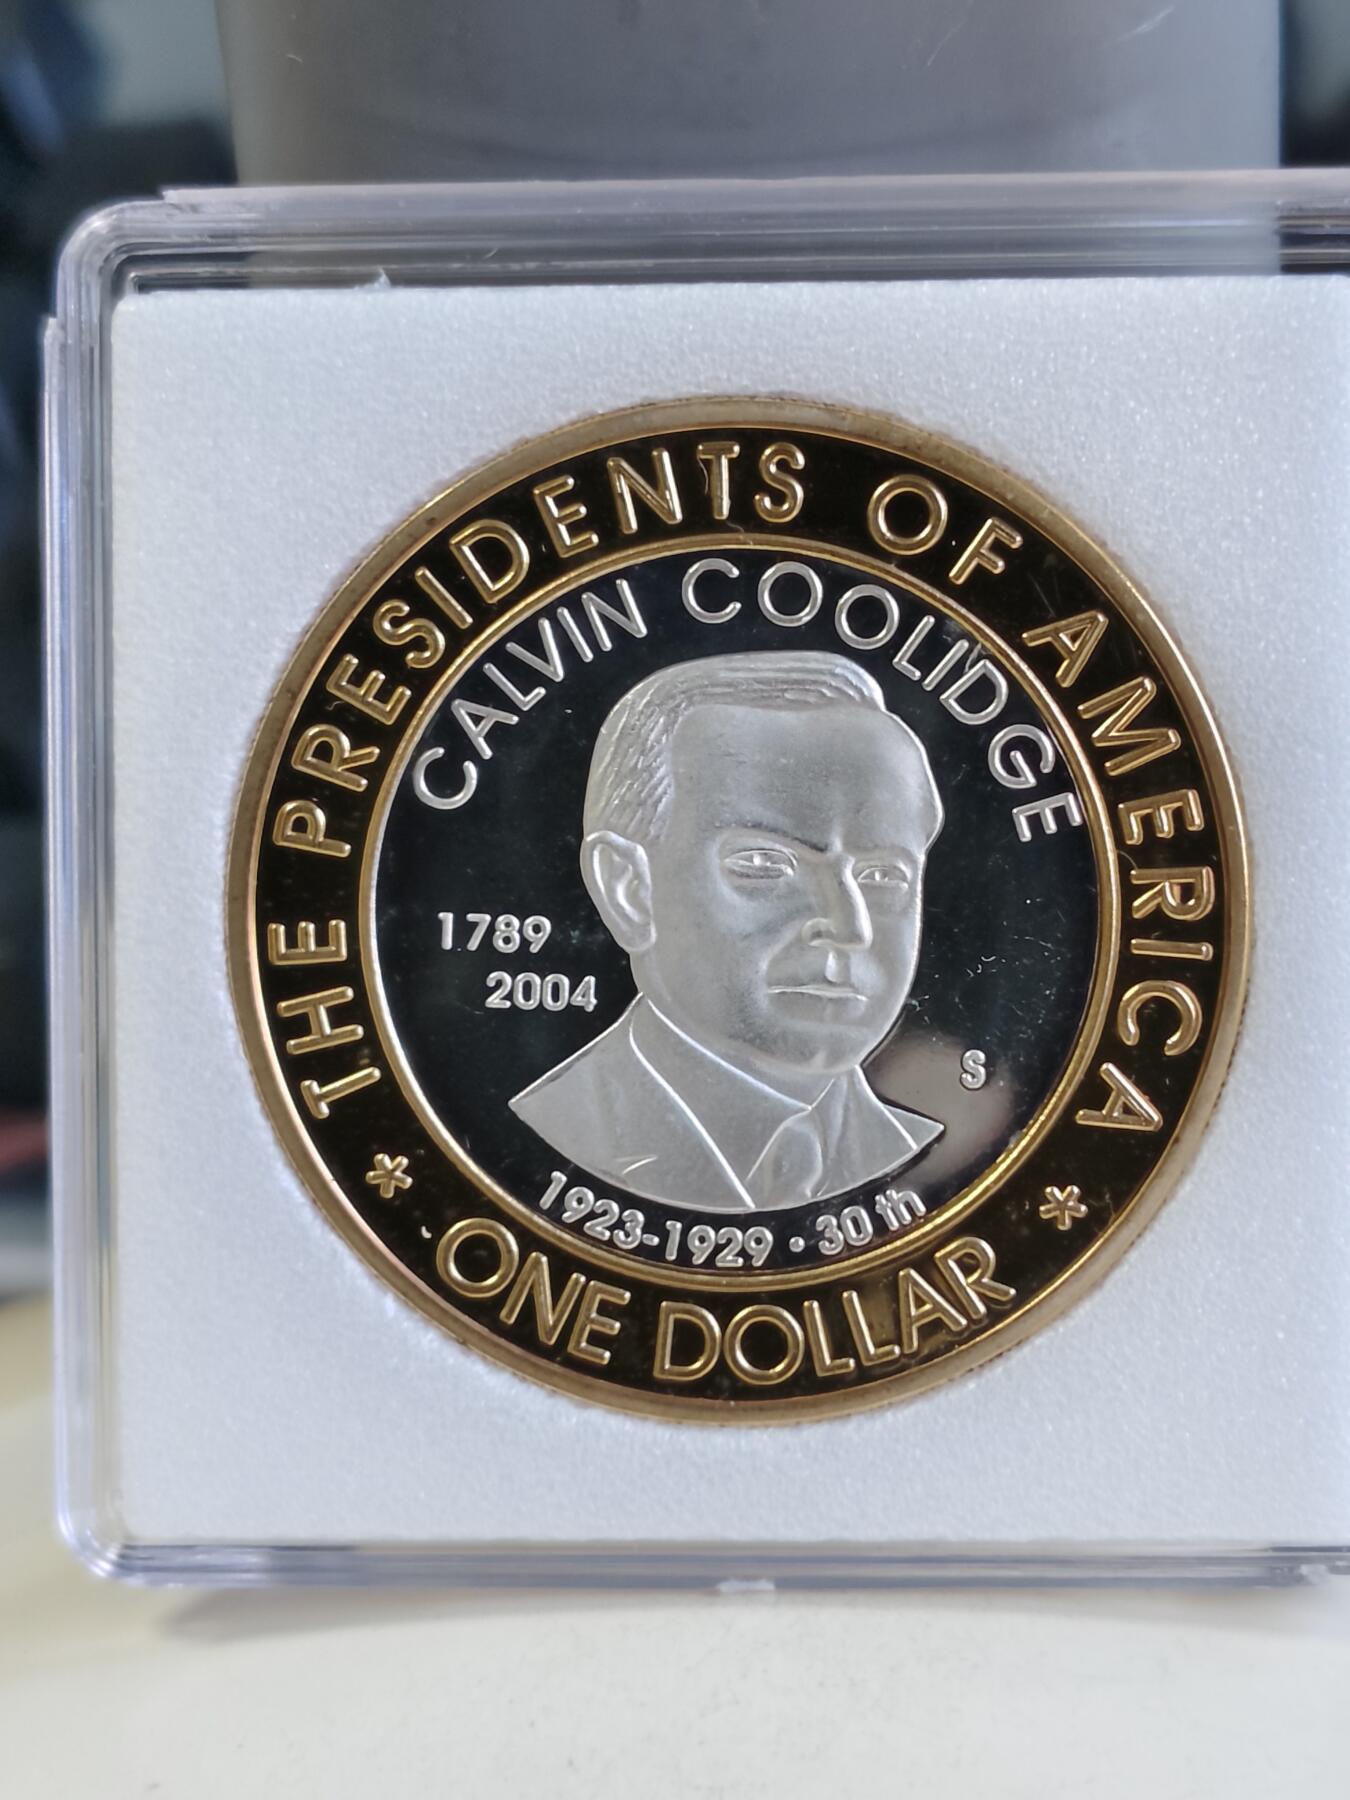 THE PRESIDENTS OF AMERICA
CALVIN COOLIDGE
1789
2004
S
1923-1929 · 30 th
* ONE DOLLAR *